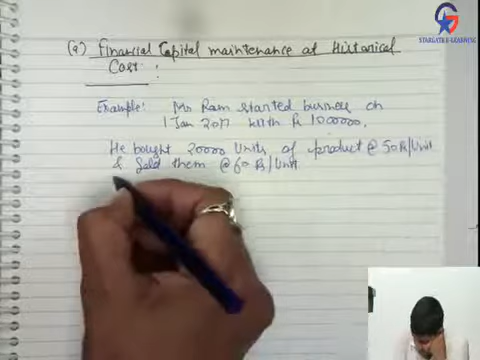 STARGATE E-LEARNING
(a) Financial Capital maintenance at Historical
Cost :
Example: Mr Ram started business on
1 Jan 2017 with Rs 1000000.
He bought 20000 Units of product @ 50 Rs/Unit
& Sold them @ 60 Rs/Unit